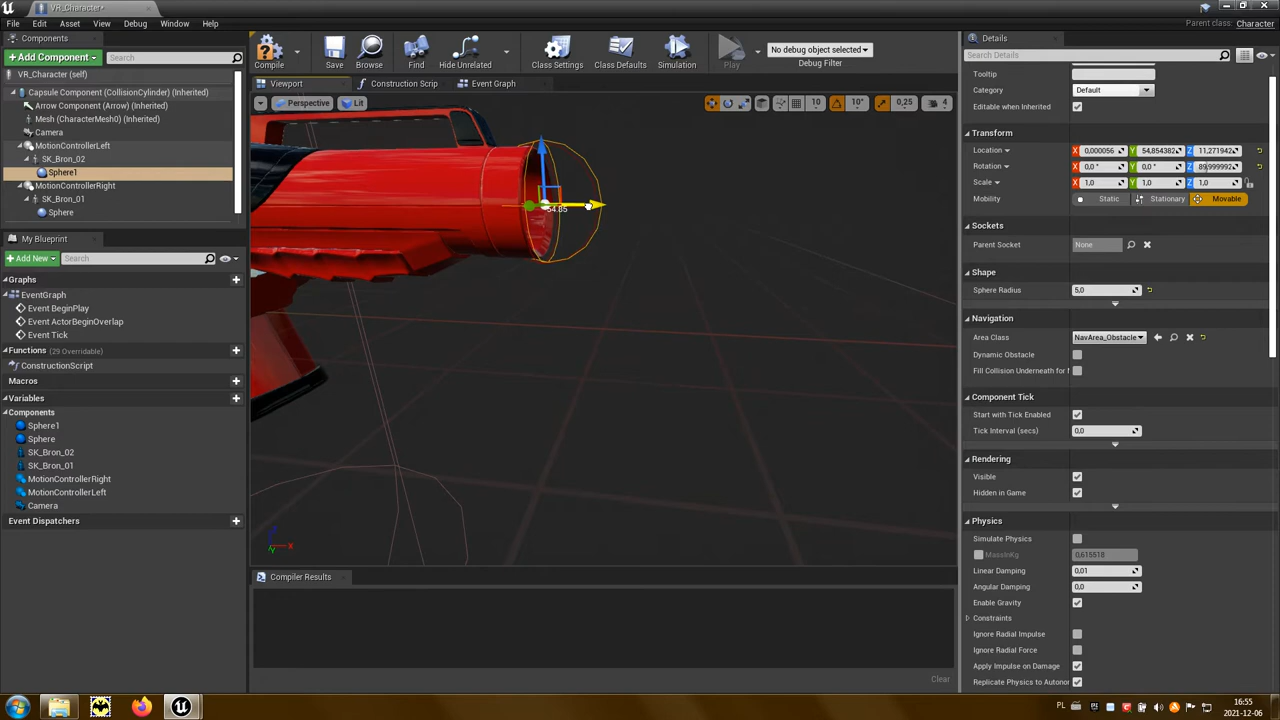 VR_Character*
File
Edit
Asset
View
Debug
Window
Help
Parent class: Character
Components
Add Component
Search
VR_Character (self)
Capsule Component (CollisionCylinder) (Inherited)
Arrow Component (Arrow) (Inherited)
Mesh (CharacterMesh0) (Inherited)
Camera
MotionControllerLeft
SK_Bron_02
Sphere1
MotionControllerRight
SK_Bron_01
Sphere
My Blueprint
Add New
Search
Graphs
EventGraph
Event BeginPlay
Event ActorBeginOverlap
Event Tick
Functions (29 Overridable)
ConstructionScript
Macros
Variables
Components
Sphere1
Sphere
SK_Bron_02
SK_Bron_01
MotionControllerRight
MotionControllerLeft
Camera
Event Dispatchers
Compile
Save
Browse
Find
Hide Unrelated
Class Settings
Class Defaults
Simulation
Play
No debug object selected
Debug Filter
Viewport
Construction Scrip
Event Graph
Perspective
Lit
10
10°
0,25
4
54.85
Compiler Results
Clear
Details
Search Details
Tooltip
Category
Default
Editable when Inherited
Transform
Location
X 0,000056
Y 54,854382
Z 11,271942
Rotation
X 0,0 °
Y 0,0 °
Z 89,999992
Scale
X 1,0
Y 1,0
Z 1,0
Mobility
Static
Stationary
Movable
Sockets
Parent Socket
None
Shape
Sphere Radius
5,0
Navigation
Area Class
NavArea_Obstacle
Dynamic Obstacle
Fill Collision Underneath for
Component Tick
Start with Tick Enabled
Tick Interval (secs)
0,0
Rendering
Visible
Hidden in Game
Physics
Simulate Physics
MassInKg
0,615518
Linear Damping
0,01
Angular Damping
0,0
Enable Gravity
Constraints
Ignore Radial Impulse
Ignore Radial Force
Apply Impulse on Damage
Replicate Physics to Autonor
PL
16:55
2021-12-06